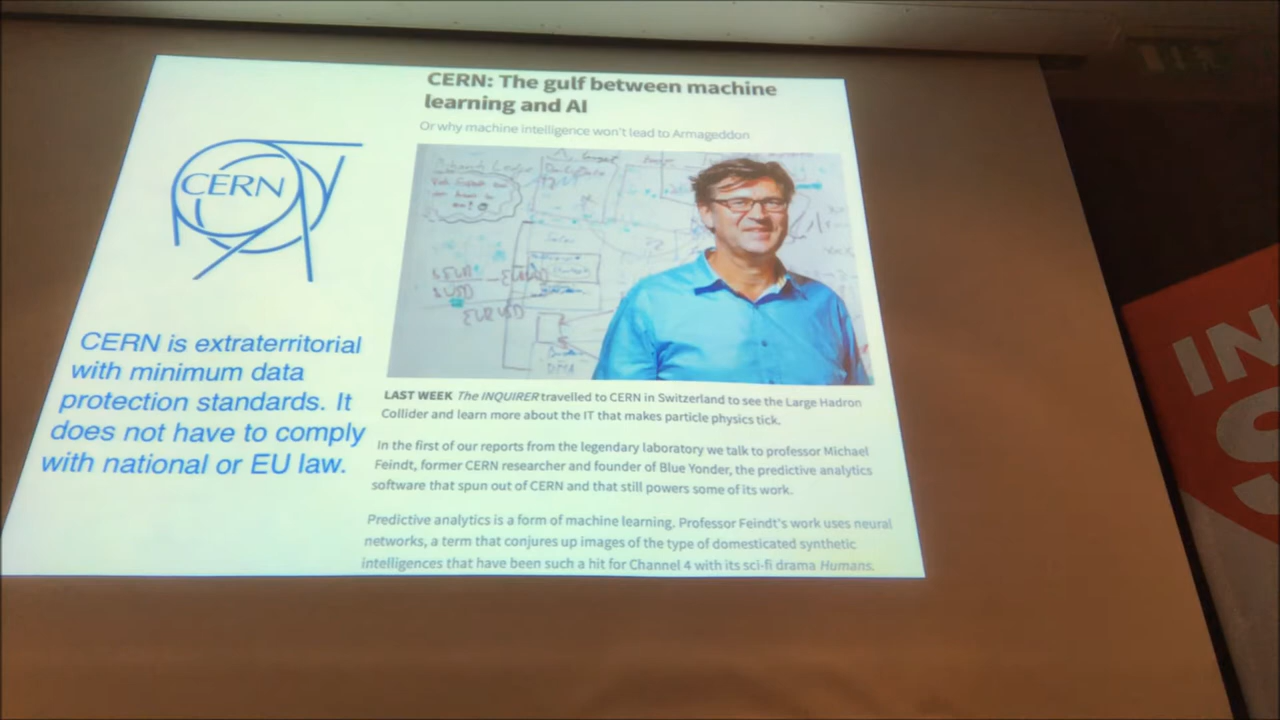 CERN: The gulf between machine
learning and AI
Or why machine intelligence won't lead to Armageddon
CERN
CERN is extraterritorial
with minimum data
protection standards. It
does not have to comply
with national or EU law.
LAST WEEK The INQUIRER travelled to CERN in Switzerland to see the Large Hadron
Collider and learn more about the IT that makes particle physics tick.
In the first of our reports from the legendary laboratory we talk to professor Michael
Feindt, former CERN researcher and founder of Blue Yonder, the predictive analytics
software that spun out of CERN and that still powers some of its work.
Predictive analytics is a form of machine learning. Professor Feindt's work uses neural
networks, a term that conjures up images of the type of domesticated synthetic
intelligences that have been such a hit for Channel 4 with its sci-fi drama Humans.
EURUSD
IN
S